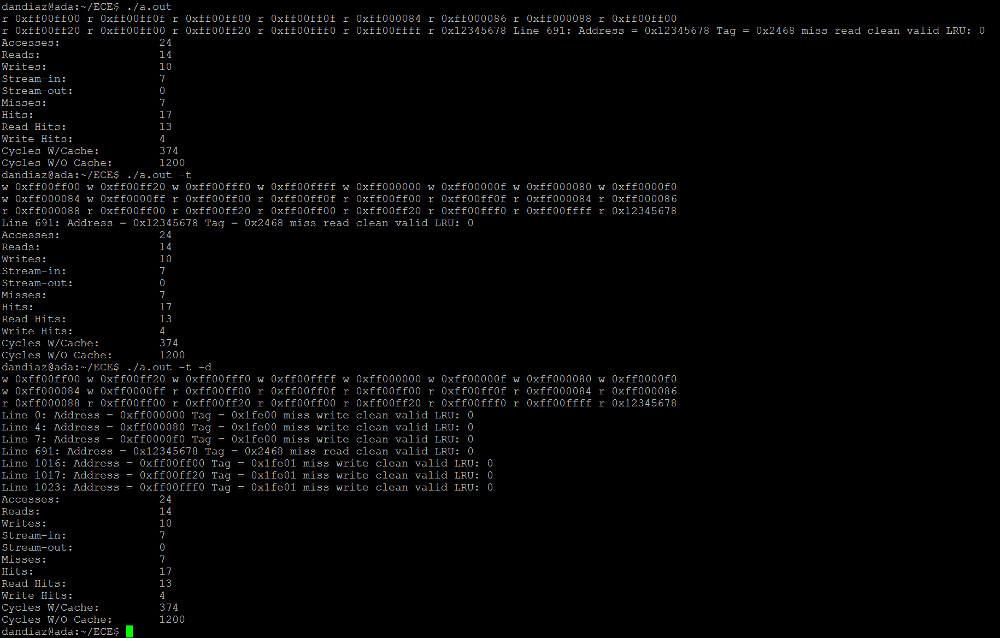 dandiaz@ada:~/ECE$ ./a.out
r 0xff00ff00 r 0xff00ff0f r 0xff00ff00 r 0xff00ff0f r 0xff000084 r 0xff000086 r 0xff000088 r 0xff00ff00
r 0xff00ff20 r 0xff00ff00 r 0xff00ff20 r 0xff00fff0 r 0xff00ffff r 0x12345678 Line 691: Address = 0x12345678 Tag = 0x2468 miss read clean valid LRU: 0
Accesses: 24
Reads: 14
Writes: 10
Stream-in: 7
Stream-out: 0
Misses: 7
Hits: 17
Read Hits: 13
Write Hits: 4
Cycles W/Cache: 374
Cycles W/O Cache: 1200
dandiaz@ada:~/ECE$ ./a.out -t
w 0xff00ff00 w 0xff00ff20 w 0xff00fff0 w 0xff00ffff w 0xff000000 w 0xff00000f w 0xff000080 w 0xff0000f0
w 0xff000084 w 0xff0000ff r 0xff00ff00 r 0xff00ff0f r 0xff00ff00 r 0xff00ff0f r 0xff000084 r 0xff000086
r 0xff000088 r 0xff00ff00 r 0xff00ff20 r 0xff00ff00 r 0xff00ff20 r 0xff00fff0 r 0xff00ffff r 0x12345678
Line 691: Address = 0x12345678 Tag = 0x2468 miss read clean valid LRU: 0
Accesses: 24
Reads: 14
Writes: 10
Stream-in: 7
Stream-out: 0
Misses: 7
Hits: 17
Read Hits: 13
Write Hits: 4
Cycles W/Cache: 374
Cycles W/O Cache: 1200
dandiaz@ada:~/ECE$ ./a.out -t -d
w 0xff00ff00 w 0xff00ff20 w 0xff00fff0 w 0xff00ffff w 0xff000000 w 0xff00000f w 0xff000080 w 0xff0000f0
w 0xff000084 w 0xff0000ff r 0xff00ff00 r 0xff00ff0f r 0xff00ff00 r 0xff00ff0f r 0xff000084 r 0xff000086
r 0xff000088 r 0xff00ff00 r 0xff00ff20 r 0xff00ff00 r 0xff00ff20 r 0xff00fff0 r 0xff00ffff r 0x12345678
Line 0: Address = 0xff000000 Tag = 0x1fe00 miss write clean valid LRU: 0
Line 4: Address = 0xff000080 Tag = 0x1fe00 miss write clean valid LRU: 0
Line 7: Address = 0xff0000f0 Tag = 0x1fe00 miss write clean valid LRU: 0
Line 691: Address = 0x12345678 Tag = 0x2468 miss read clean valid LRU: 0
Line 1016: Address = 0xff00ff00 Tag = 0x1fe01 miss write clean valid LRU: 0
Line 1017: Address = 0xff00ff20 Tag = 0x1fe01 miss write clean valid LRU: 0
Line 1023: Address = 0xff00fff0 Tag = 0x1fe01 miss write clean valid LRU: 0
Accesses: 24
Reads: 14
Writes: 10
Stream-in: 7
Stream-out: 0
Misses: 7
Hits: 17
Read Hits: 13
Write Hits: 4
Cycles W/Cache: 374
Cycles W/O Cache: 1200
dandiaz@ada:~/ECE$